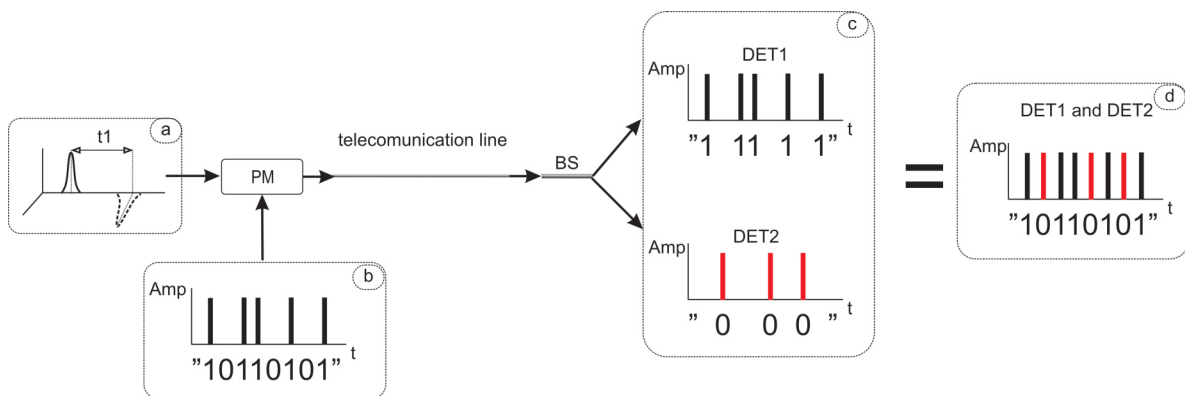 a
t1
PM
telecomunication line
BS
b
Amp
t
”10110101”
c
DET1
Amp
t
”1 11 1 1”
DET2
Amp
t
” 0 0 0 ”
=
d
DET1 and DET2
Amp
t
”10110101”